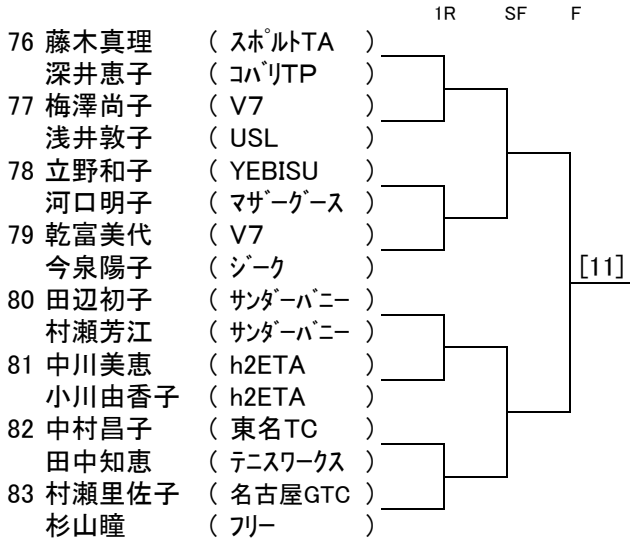 1R SF F
76 藤木真理 ( スポルトTA )
深井恵子 ( コバリTP )
77 梅澤尚子 ( V7 )
浅井敦子 ( USL )
78 立野和子 ( YEBISU )
河口明子 ( マザーグース )
79 乾富美代 ( V7 )
今泉陽子 ( ジーク )
[11]
80 田辺初子 ( サンダーバニー )
村瀬芳江 ( サンダーバニー )
81 中川美恵 ( h2ETA )
小川由香子 ( h2ETA )
82 中村昌子 ( 東名TC )
田中知恵 ( テニスワークス )
83 村瀬里佐子 ( 名古屋GTC )
杉山瞳 ( フリー )